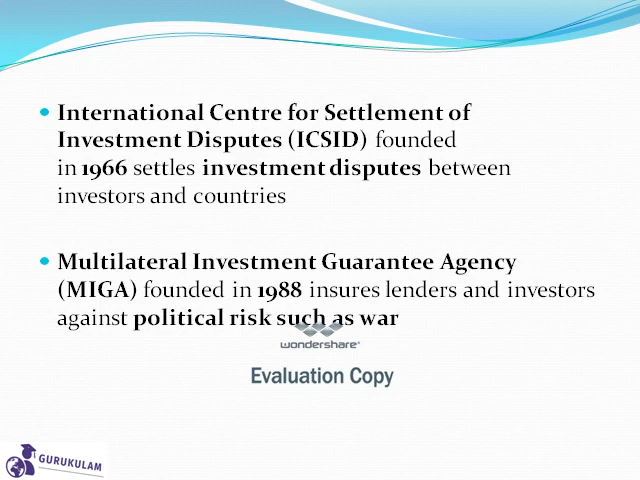 International Centre for Settlement of
Investment Disputes (ICSID) founded
in 1966 settles investment disputes between
investors and countries
Multilateral Investment Guarantee Agency
(MIGA) founded in 1988 insures lenders and investors
against political risk such as war
wondershare
Evaluation Copy
GURUKULAM